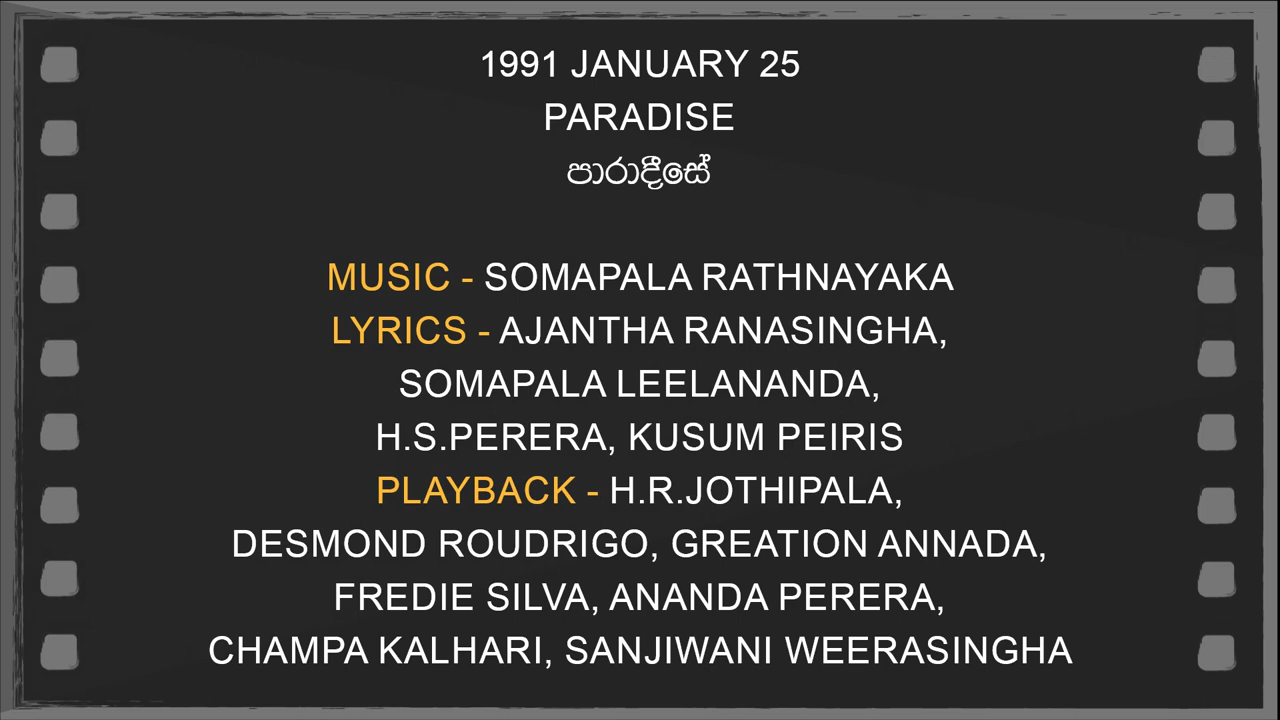 1991 JANUARY 25
PARADISE
පාරාදීසේ
MUSIC - SOMAPALA RATHNAYAKA
LYRICS - AJANTHA RANASINGHA,
SOMAPALA LEELANANDA,
H.S.PERERA, KUSUM PEIRIS
PLAYBACK - H.R.JOTHIPALA,
DESMOND ROUDRIGO, GREATION ANNADA,
FREDIE SILVA, ANANDA PERERA,
CHAMPA KALHARI, SANJIWANI WEERASINGHA